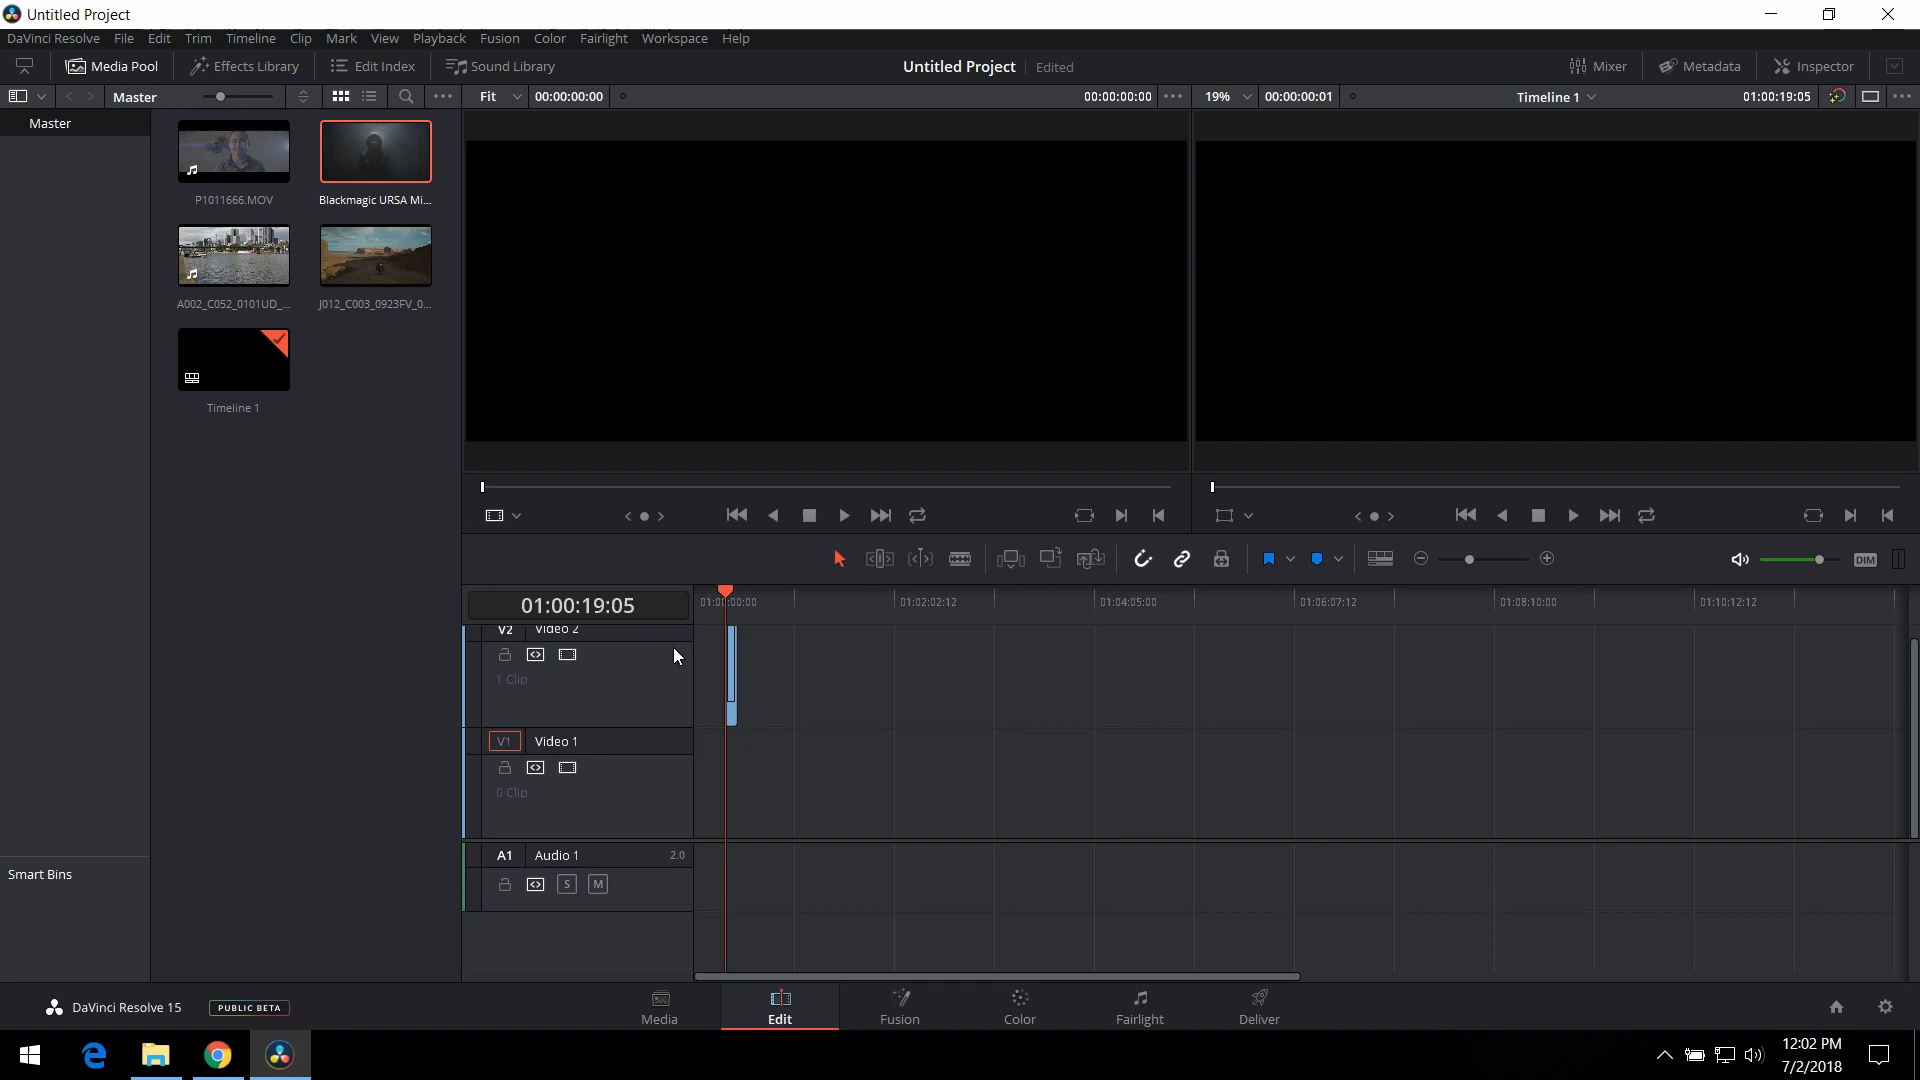 Untitled Project
DaVinci Resolve File Edit Trim Timeline Clip Mark View Playback Fusion Color Fairlight Workspace Help
Media Pool Effects Library Edit Index Sound Library Untitled Project Edited Mixer Metadata Inspector
Master Fit 00:00:00:00 00:00:00:00 19% 00:00:00:01 Timeline 1 01:00:19:05
Master
P1011666.MOV Blackmagic URSA Mi...
A002_C052_0101UD_... J012_C003_0923FV_0...
Timeline 1
DIM
01:00:19:05 01:00:00:00 01:02:02:12 01:04:05:00 01:06:07:12 01:08:10:00 01:10:12:12
V2 Video 2
1 Clip
V1 Video 1
0 Clip
A1 Audio 1 2.0
S M
Smart Bins
DaVinci Resolve 15 PUBLIC BETA
Media Edit Fusion Color Fairlight Deliver
12:02 PM
7/2/2018